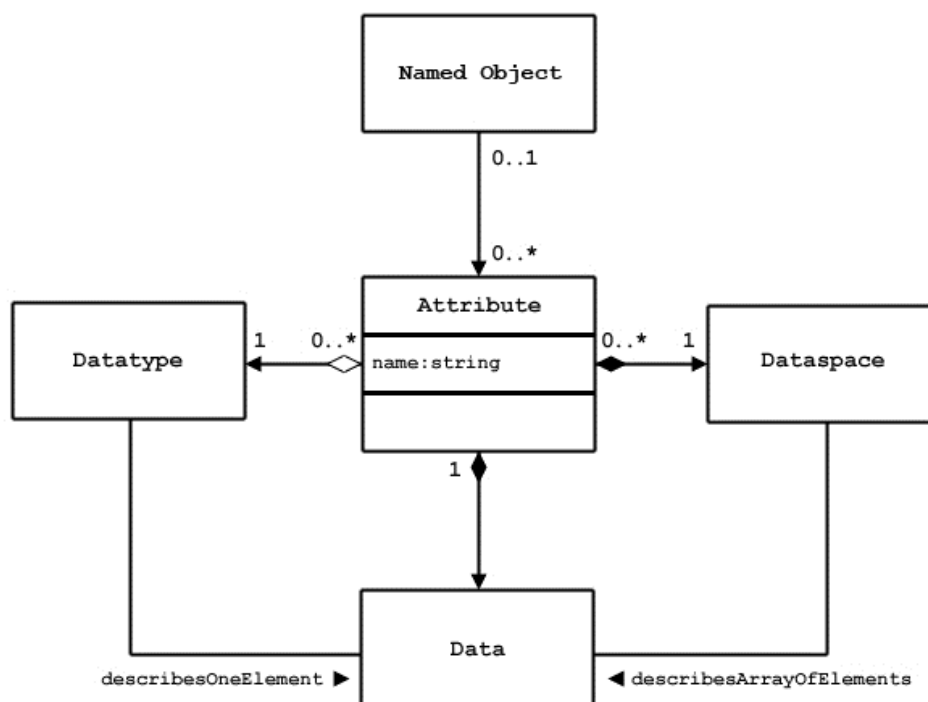 Named Object
0..1
0..*
Attribute
Datatype
1
0..*
name:string
0..*
1
Dataspace
1
Data
describesOneElement ►
◄ describesArrayOfElements